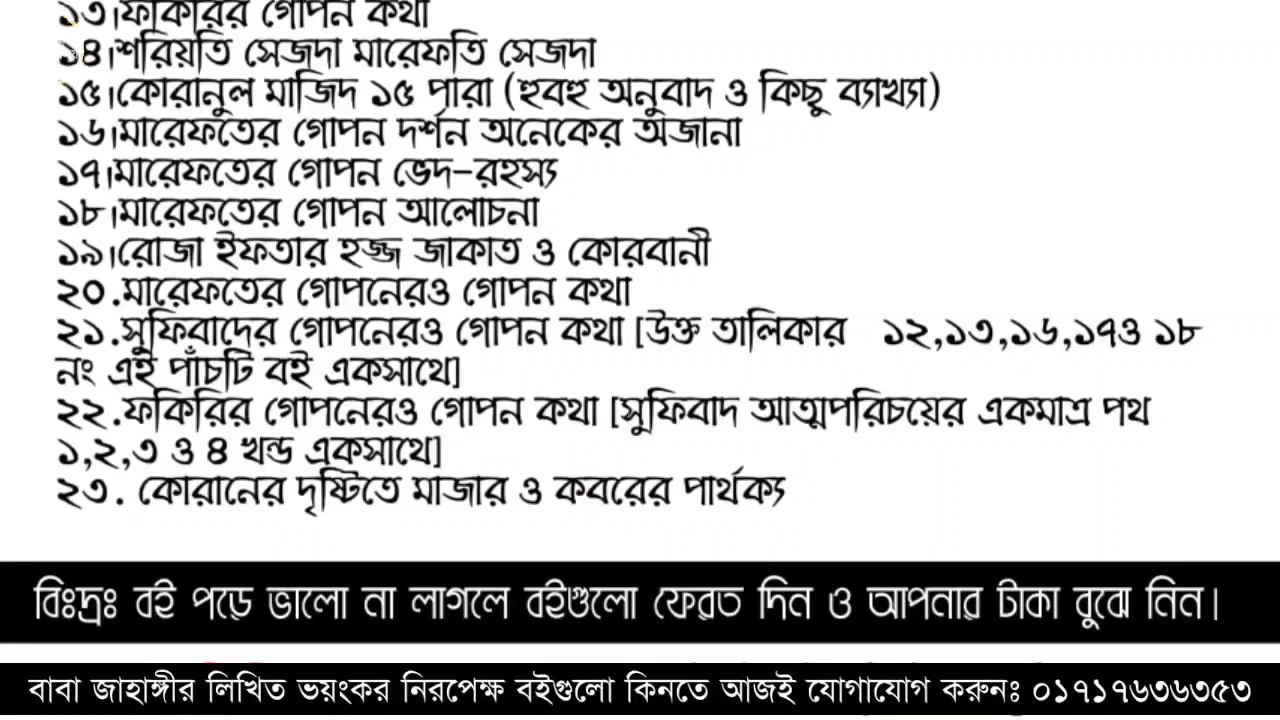 ১৩।ফকিরির গোপন কথা
১৪।শরিয়তি সেজদা মারেফতি সেজদা
১৫।কোরানুল মাজিদ ১৫ পারা (হুবহু অনুবাদ ও কিছু ব্যাখ্যা)
১৬।মারেফতের গোপন দর্শন অনেকের অজানা
১৭।মারেফতের গোপন ভেদ-রহস্য
১৮।মারেফতের গোপন আলোচনা
১৯।রোজা ইফতার হজ্জ জাকাত ও কোরবানী
২০.মারেফতের গোপনেরও গোপন কথা
২১.সুফিবাদের গোপনেরও গোপন কথা [উক্ত তালিকার ১২,১৩,১৬,১৭ও ১৮
নং এই পাঁচটি বই একসাথে]
২২.ফকিরির গোপনেরও গোপন কথা [সুফিবাদ আত্মপরিচয়ের একমাত্র পথ
১,২,৩ ও ৪ খন্ড একসাথে]
২৩. কোরানের দৃষ্টিতে মাজার ও কবরের পার্থক্য
বিঃদ্রঃ বই পড়ে ভালো না লাগলে বইগুলো ফেরত দিন ও আপনার টাকা বুঝে নিন।
বাবা জাহাঙ্গীর লিখিত ভয়ংকর নিরপেক্ষ বইগুলো কিনতে আজই যোগাযোগ করুনঃ ০১৭১৭৬৩৬৩৫৩